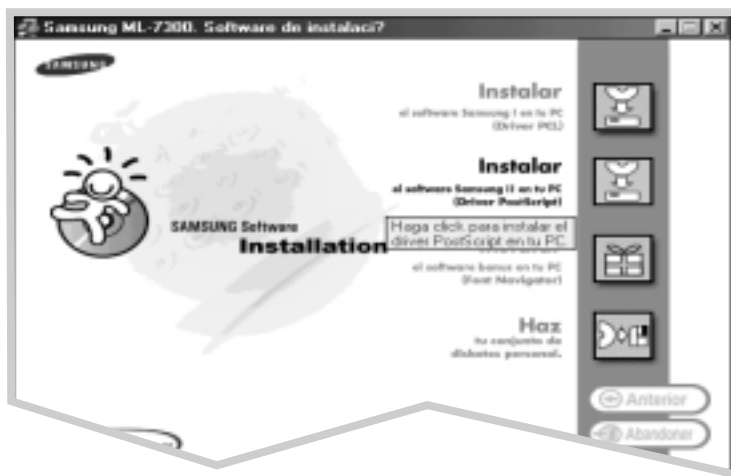 Samsung ML-7300. Software de instalaci?
SAMSUNG
Instalar
el software Samsung I en tu PC
(Driver PCL)
Instalar
el software Samsung II en tu PC
(Driver PostScript)
SAMSUNG Software
Installation
Haga click para instalar el
driver PostScript en tu PC.
el software bonus en tu PC
(Font Navigator)
Haz
tu conjunto de
disketes personal.
Anterior
Abandoner